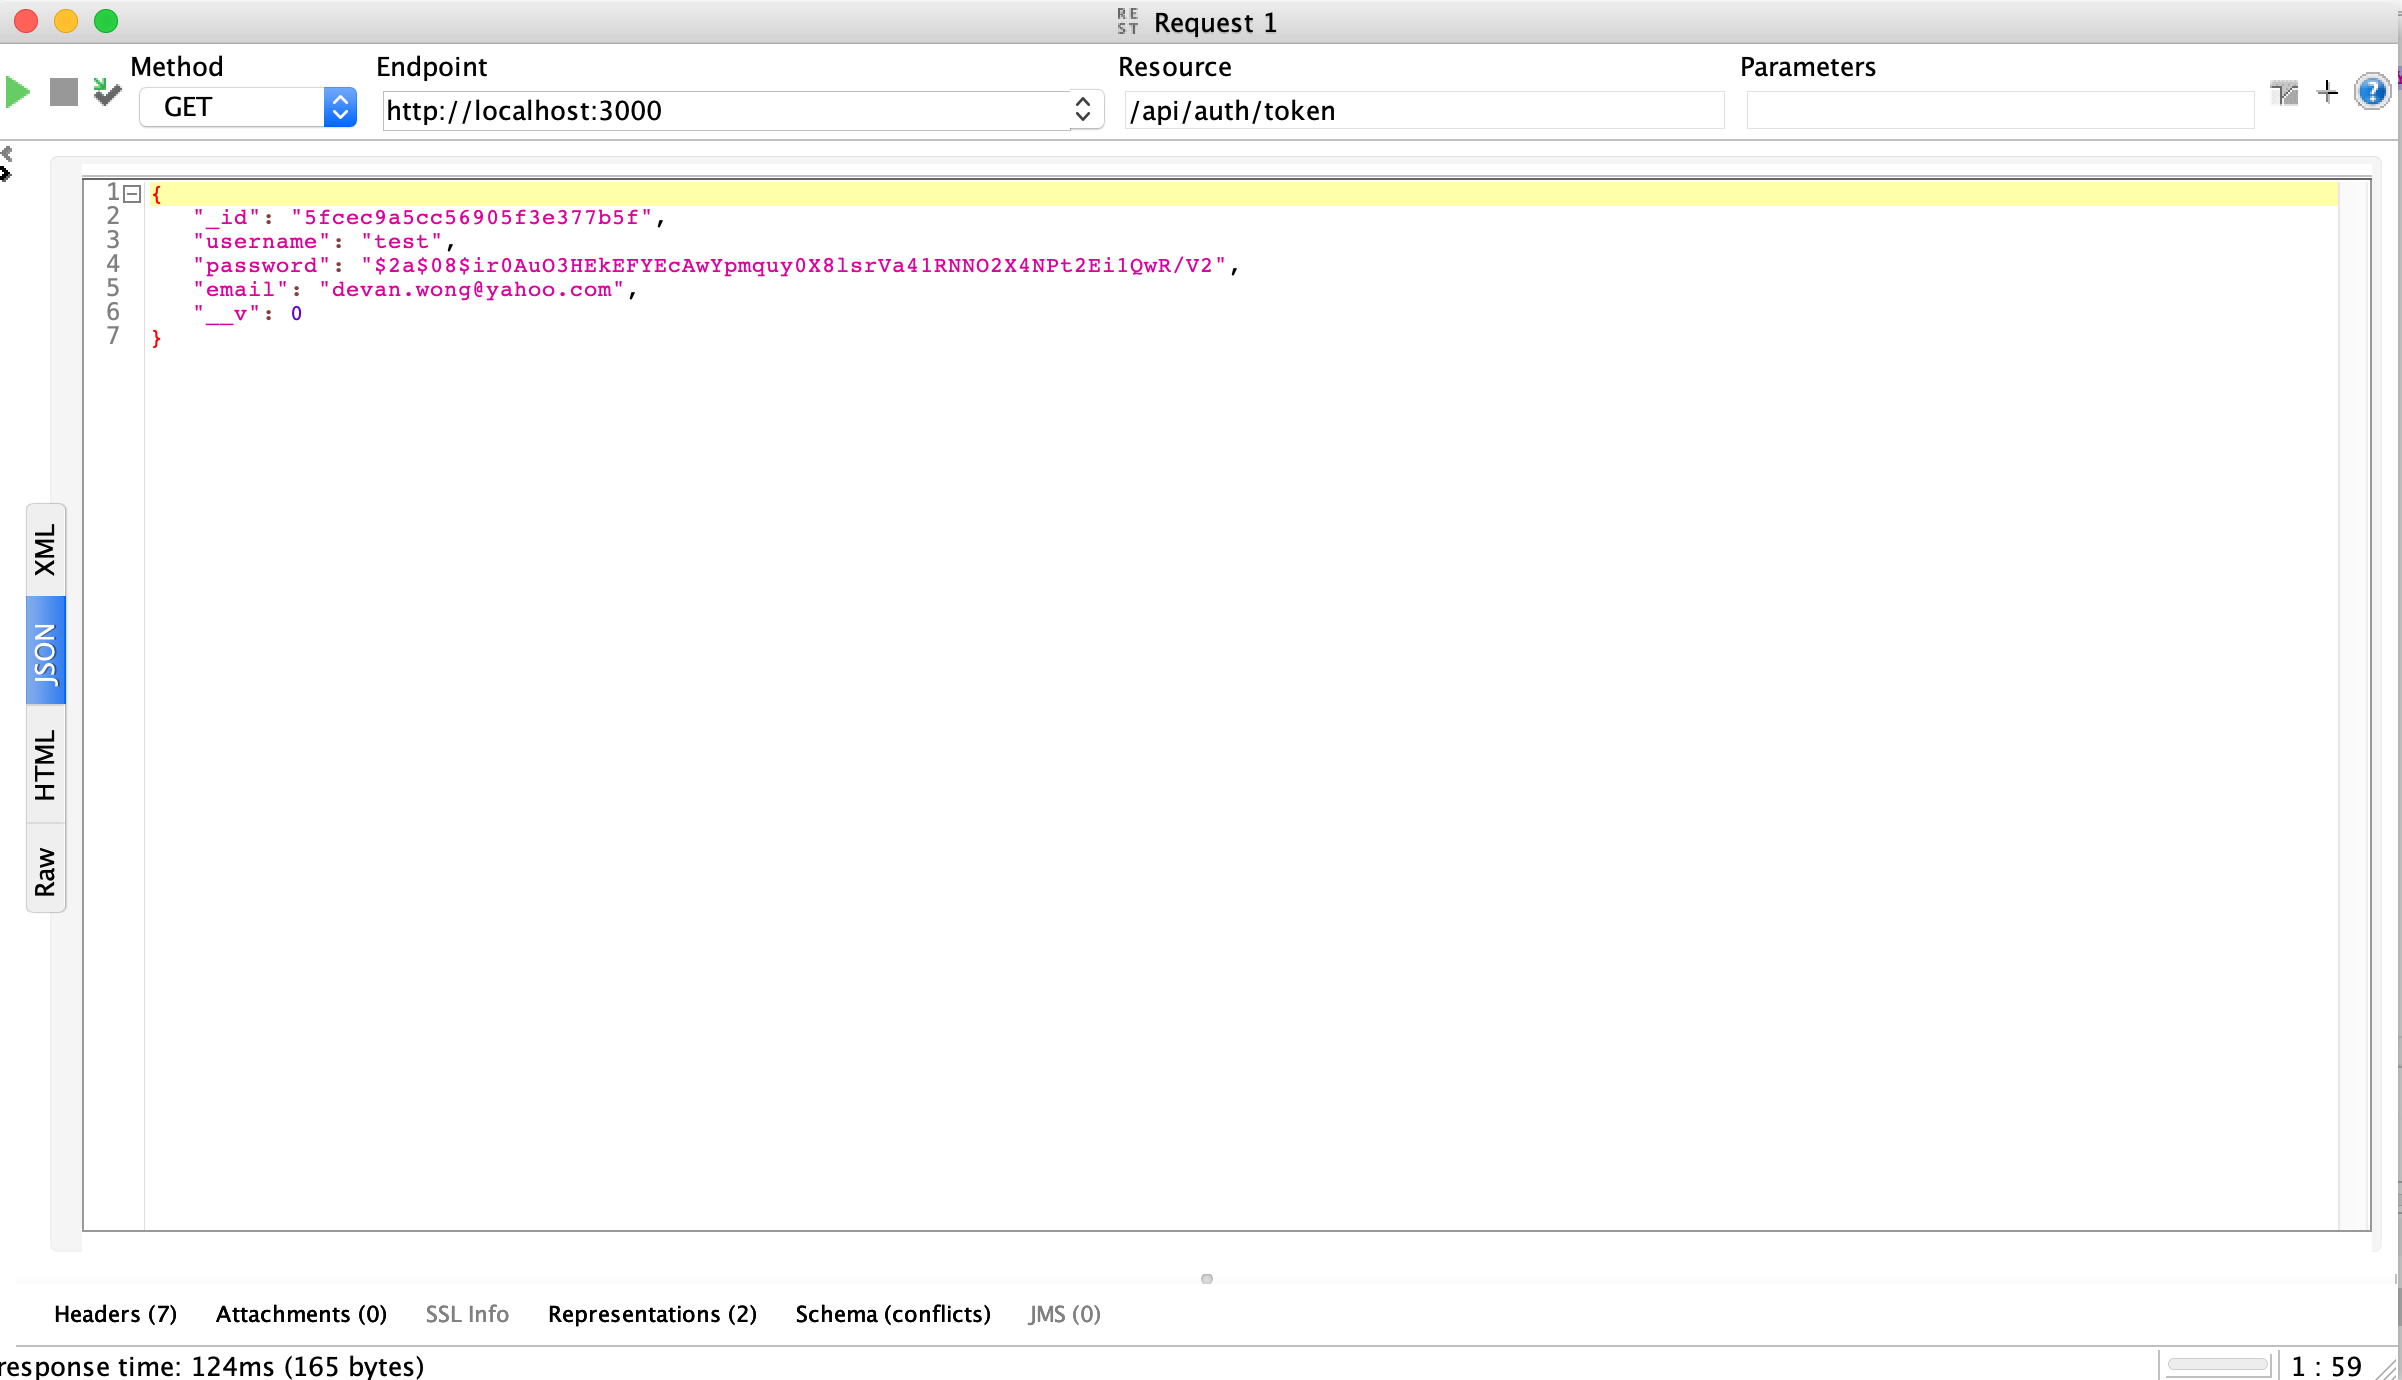 REST Request 1
Method Endpoint Resource Parameters
GET http://localhost:3000 /api/auth/token
1 {
2 "_id": "5fcec9a5cc56905f3e377b5f",
3 "username": "test",
4 "password": "$2a$08$ir0AuO3HEkEFYEcAwYpmquy0X8lsrVa41RNNO2X4NPt2Ei1QwR/V2",
5 "email": "devan.wong@yahoo.com",
6 "__v": 0
7 }
XML
JSON
HTML
Raw
Headers (7) Attachments (0) SSL Info Representations (2) Schema (conflicts) JMS (0)
response time: 124ms (165 bytes) 1 : 59